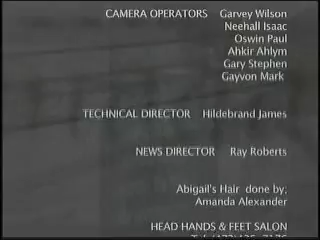 CAMERA OPERATORS Garvey Wilson
Neehall Isaac
Oswin Paul
Ahkir Ahlym
Gary Stephen
Gayvon Mark
TECHNICAL DIRECTOR Hildebrand James
NEWS DIRECTOR Ray Roberts
Abigail's Hair done by;
Amanda Alexander
HEAD HANDS & FEET SALON